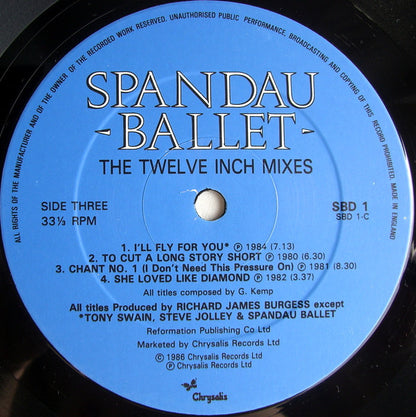 ALL RIGHTS OF THE MANUFACTURER AND OF THE OWNER OF THE RECORDED WORK RESERVED. UNAUTHORISED PUBLIC PERFORMANCE, BROADCASTING AND COPYING OF THIS RECORD PROHIBITED. MADE IN ENGLAND
SPANDAU
-BALLET-
THE TWELVE INCH MIXES
SIDE THREE
33⅓ RPM
SBD 1
SBD 1-C
1. I'LL FLY FOR YOU* ℗ 1984 (7.13)
2. TO CUT A LONG STORY SHORT ℗ 1980 (6.30)
3. CHANT NO. 1 (I Don't Need This Pressure On) ℗ 1981 (8.30)
4. SHE LOVED LIKE DIAMOND ℗ 1982 (3.37)
All titles composed by G. Kemp
All titles Produced by RICHARD JAMES BURGESS except
*TONY SWAIN, STEVE JOLLEY & SPANDAU BALLET
Reformation Publishing Co Ltd
Marketed by Chrysalis Records Ltd
© 1986 Chrysalis Records Ltd
℗ Chrysalis Records Ltd
Chrysalis